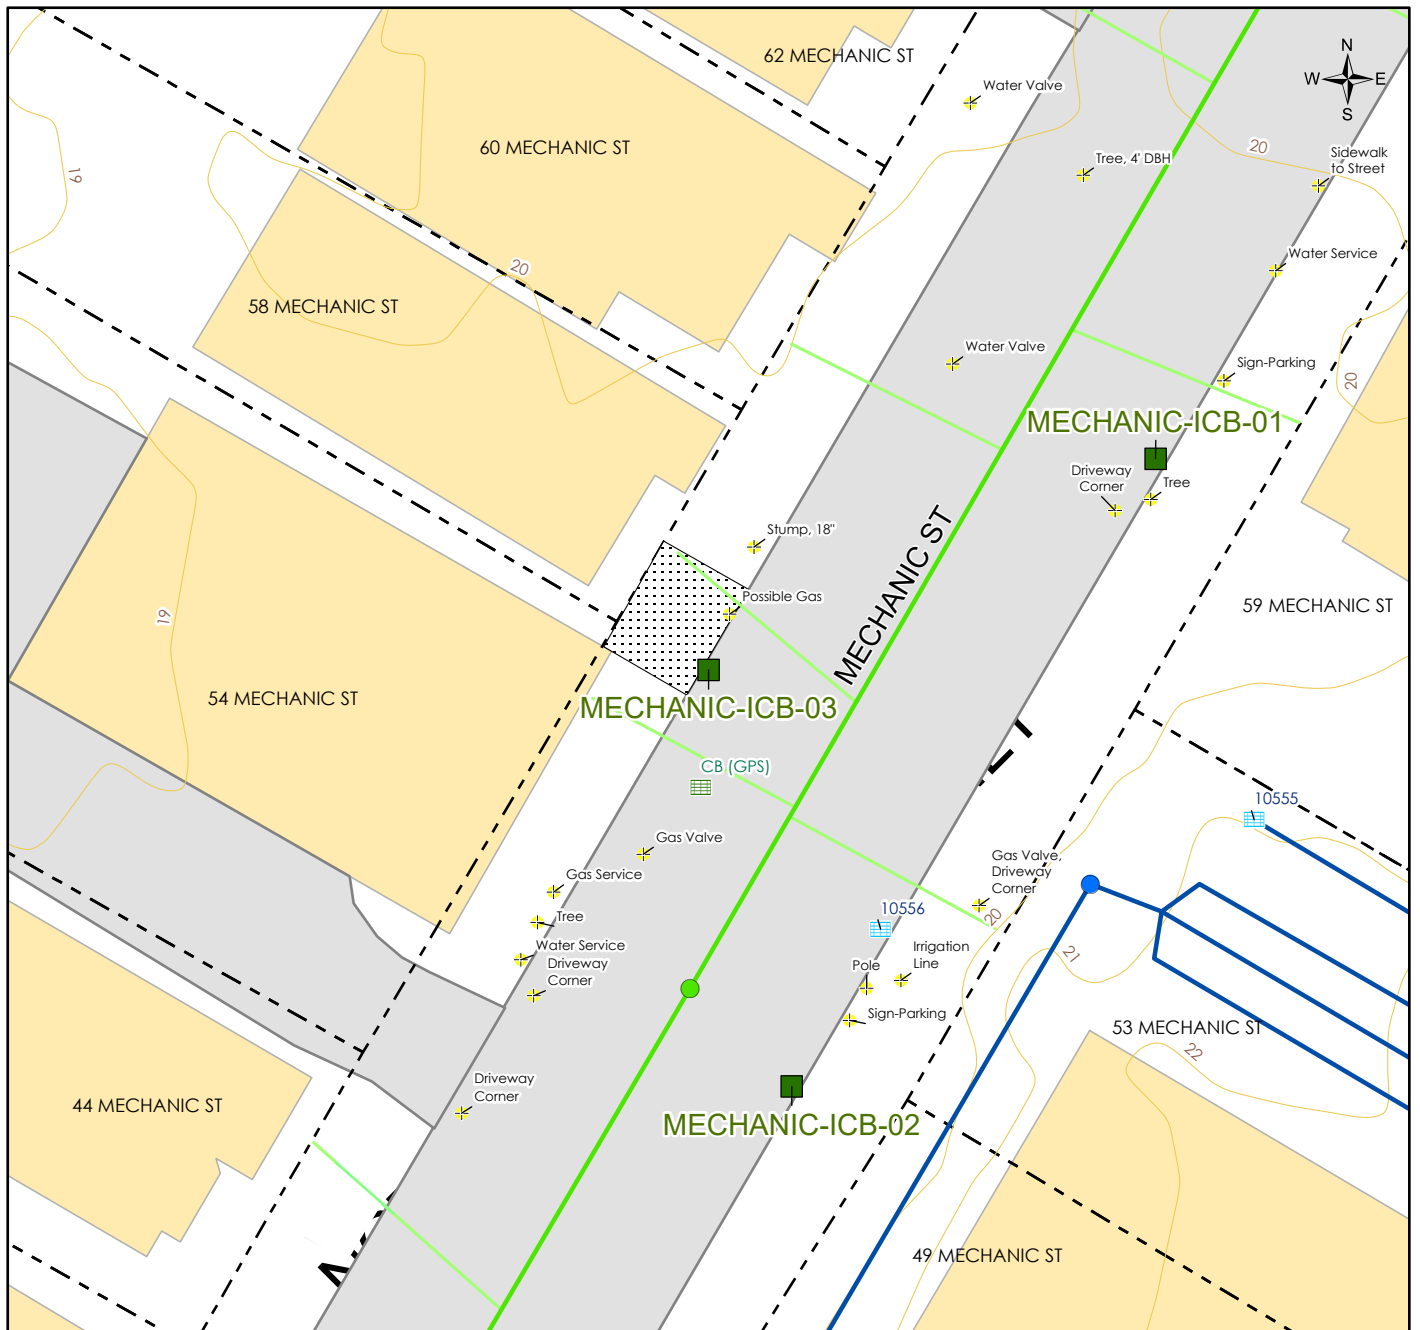 62 MECHANIC ST
N
W
E
S
Water Valve
60 MECHANIC ST
Tree, 4' DBH
20
Sidewalk
to Street
19
Water Service
20
58 MECHANIC ST
Water Valve
Sign-Parking
20
MECHANIC-ICB-01
Driveway
Corner
Tree
Stump, 18"
MECHANIC ST
Possible Gas
59 MECHANIC ST
19
54 MECHANIC ST
MECHANIC-ICB-03
CB (GPS)
10555
Gas Valve
Gas Valve,
Driveway
Corner
Gas Service
10556
20
Tree
Water Service
Driveway
Corner
Irrigation
Line
21
Pole
Sign-Parking
53 MECHANIC ST
22
Driveway
Corner
44 MECHANIC ST
MECHANIC-ICB-02
49 MECHANIC ST